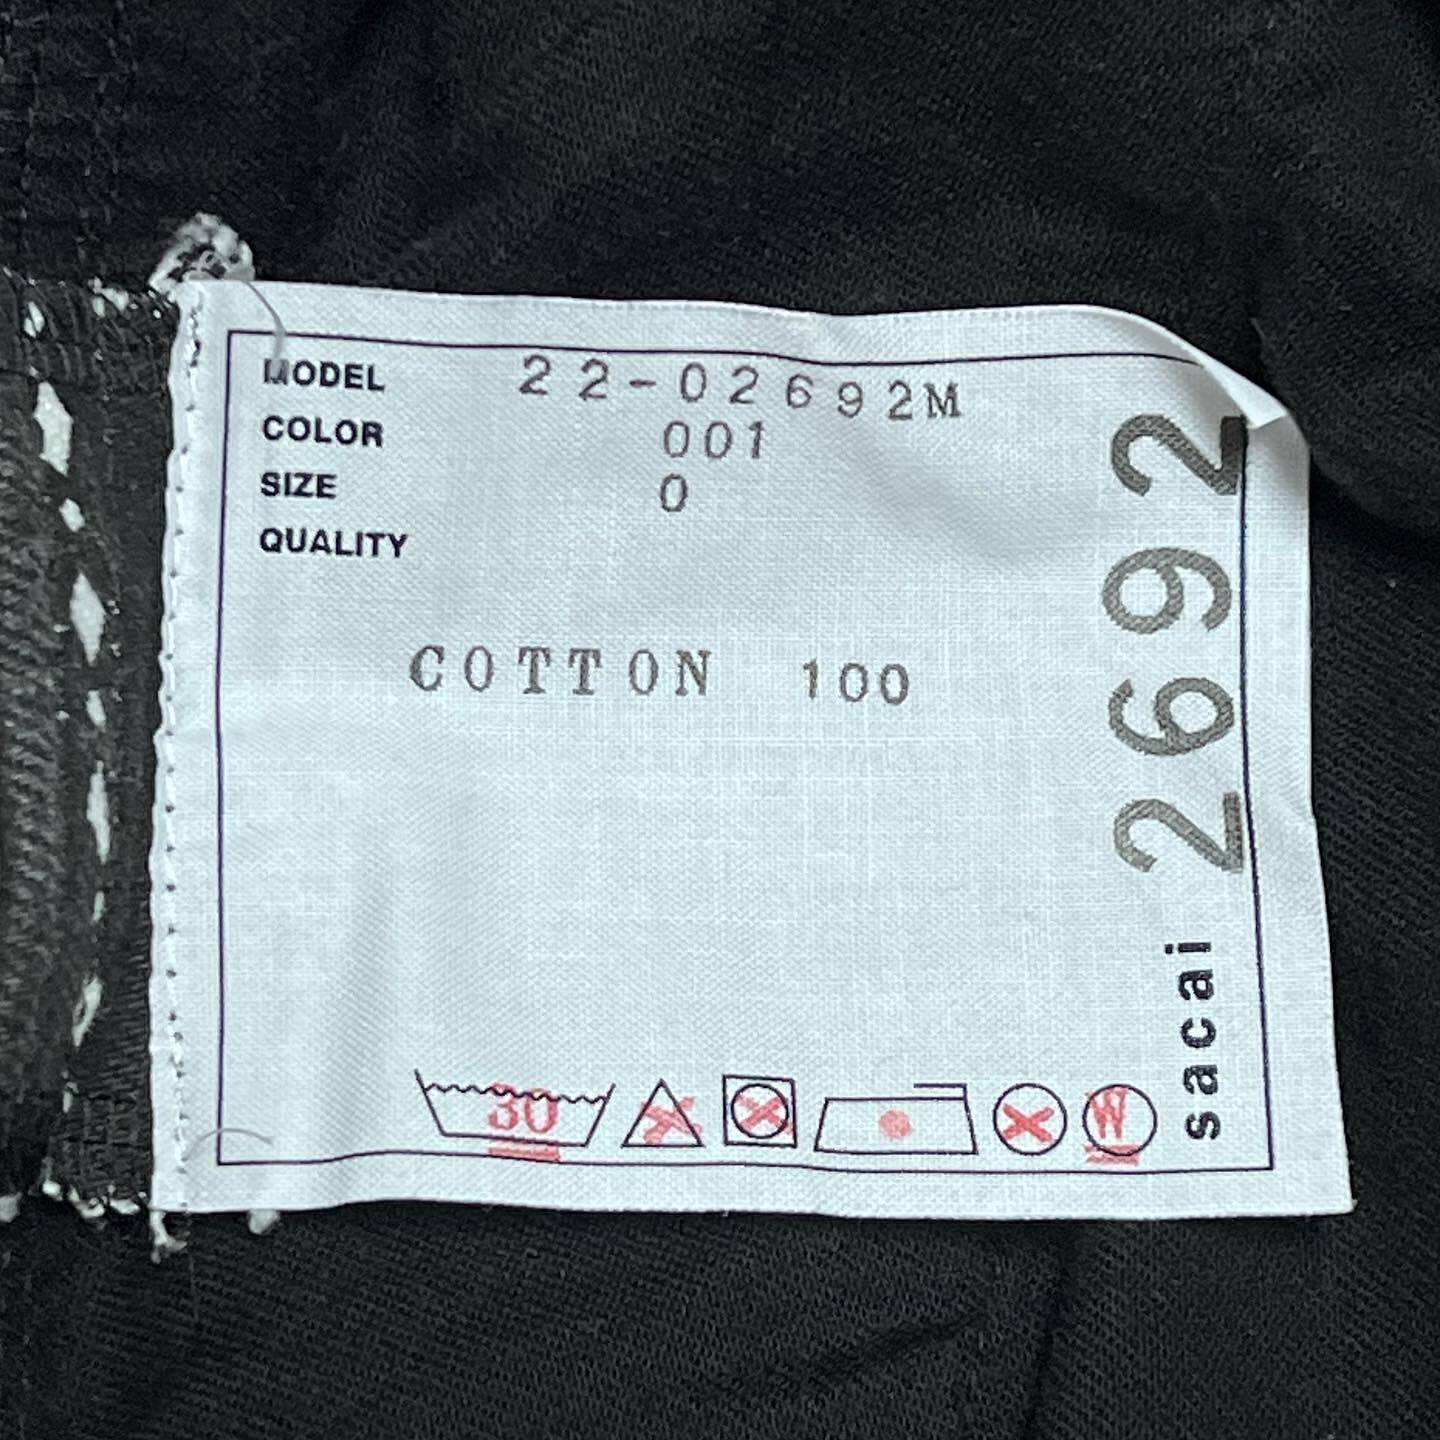 MODEL 22-02692M
COLOR 001
SIZE 0
QUALITY
COTTON 100
30
W
sacai 2692